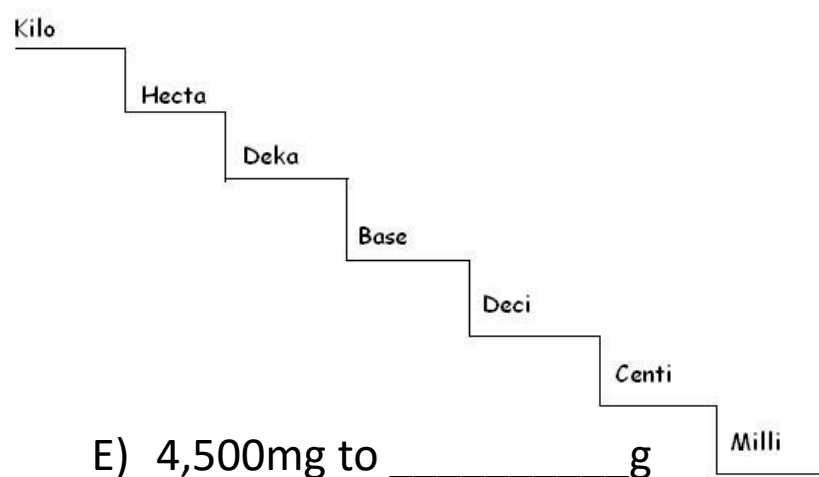 Kilo
Hecta
Deka
Base
Deci
Centi
Milli
E) 4,500mg to __________g